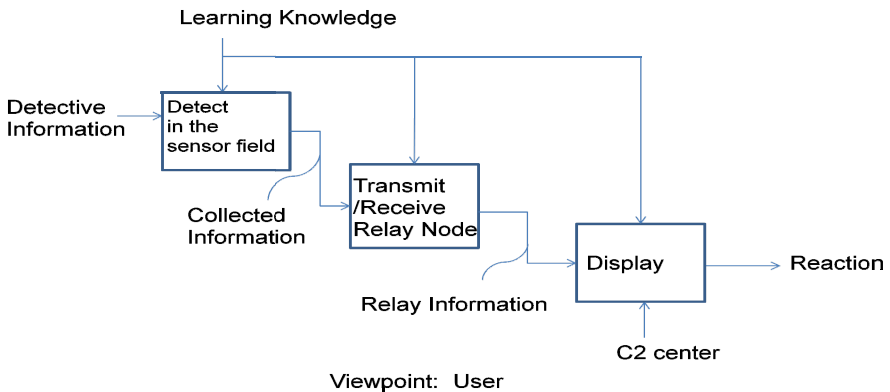 Learning Knowledge
Detective
Information
Detect
in the
sensor field
Collected
Information
Transmit
/Receive
Relay Node
Relay Information
Display
Reaction
C2 center
Viewpoint: User